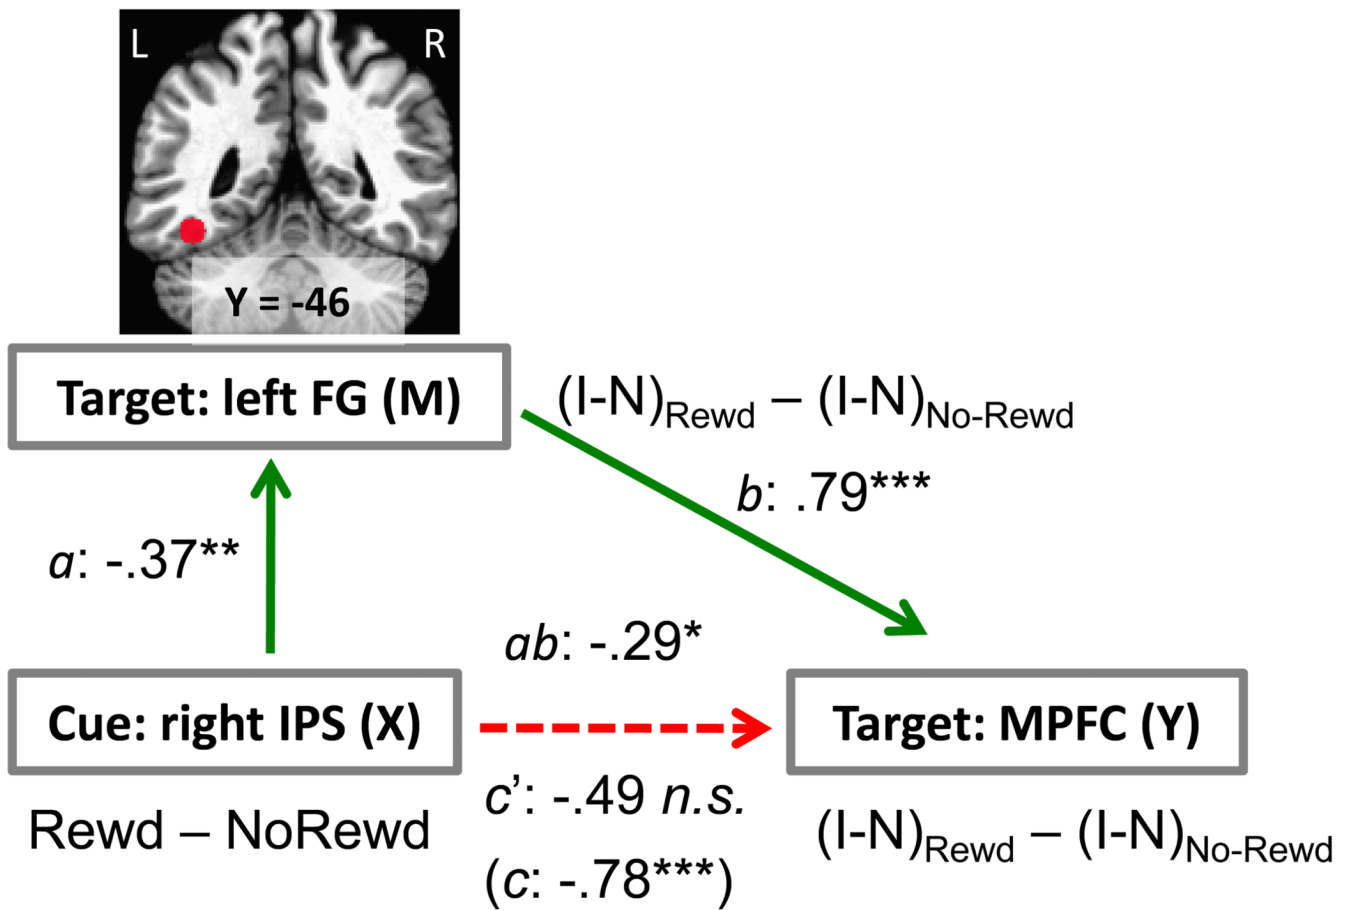 L R
Y = -46
Target: left FG (M)
(I-N)Rewd – (I-N)No-Rewd
b: .79***
a: -.37**
ab: -.29*
Cue: right IPS (X)
Target: MPFC (Y)
c’: -.49 n.s.
Rewd – NoRewd
(I-N)Rewd – (I-N)No-Rewd
(c: -.78***)